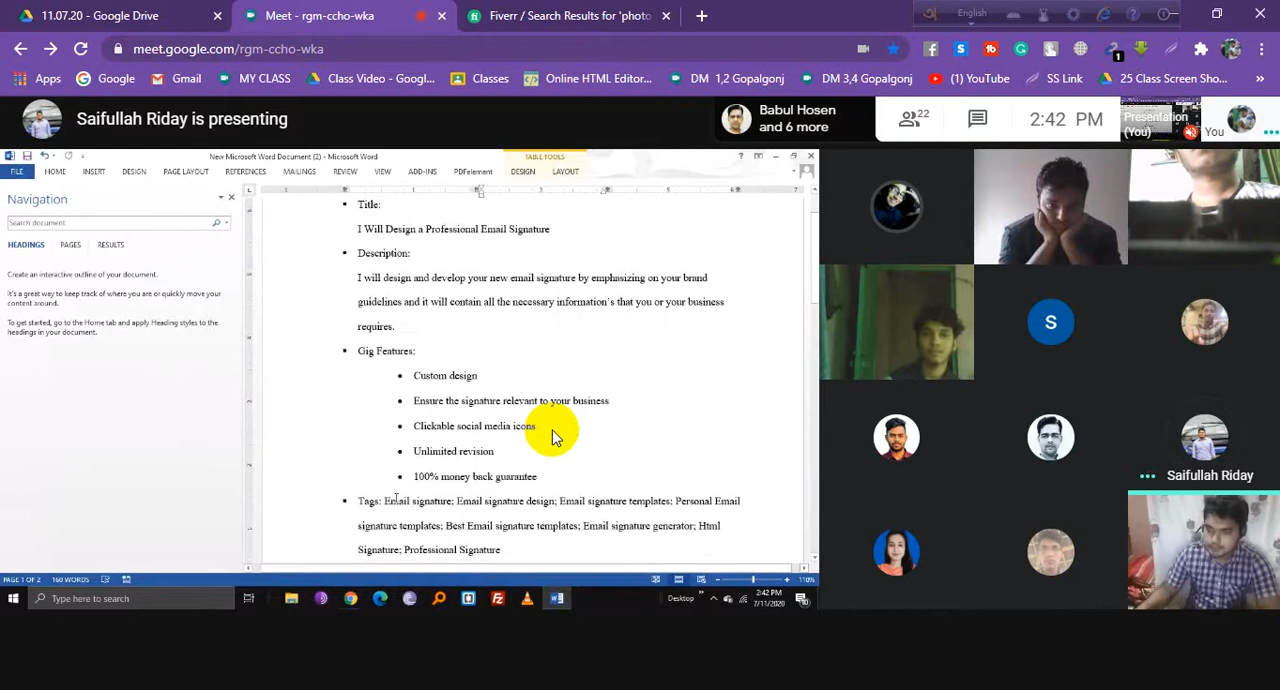 11.07.20 - Google Drive
Meet - rgm-ccho-wka
Fiverr / Search Results for 'photo
English
meet.google.com/rgm-ccho-wka
1
Apps
Google
Gmail
MY CLASS
Class Video - Googl...
Classes
Online HTML Editor...
DM 1,2 Gopalgonj
DM 3,4 Gopalgonj
(1) YouTube
SS Link
25 Class Screen Sho...
»
Saifullah Riday is presenting
Babul Hosen
and 6 more
22
2:42 PM
Presentation
(You)
You
New Microsoft Word Document (2) - Microsoft Word
TABLE TOOLS
FILE
HOME
INSERT
DESIGN
PAGE LAYOUT
REFERENCES
MAILINGS
REVIEW
VIEW
ADD-INS
PDFelement
DESIGN
LAYOUT
Navigation
Search document
HEADINGS
PAGES
RESULTS
Create an interactive outline of your document.
It's a great way to keep track of where you are or quickly move your
content around.
To get started, go to the Home tab and apply Heading styles to the
headings in your document.
Title:
I Will Design a Professional Email Signature
Description:
I will design and develop your new email signature by emphasizing on your brand
guidelines and it will contain all the necessary information's that you or your business
requires.
Gig Features:
Custom design
Ensure the signature relevant to your business
Clickable social media icons
Unlimited revision
100% money back guarantee
Tags: Email signature; Email signature design; Email signature templates; Personal Email
signature templates; Best Email signature templates; Email signature generator; Html
Signature; Professional Signature
S
Saifullah Riday
PAGE 1 OF 2
160 WORDS
110%
Type here to search
Desktop
2:42 PM
7/11/2020